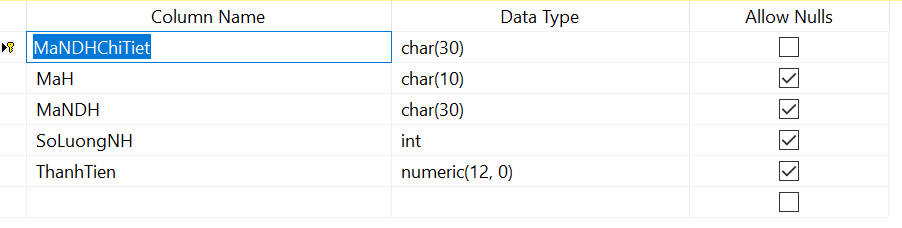 Column Name Data Type Allow Nulls
MaNDHChiTiet char(30)
MaH char(10)
MaNDH char(30)
SoLuongNH int
ThanhTien numeric(12, 0)